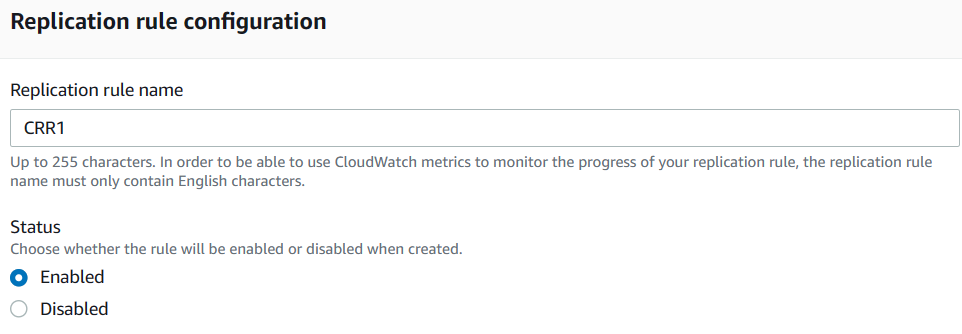 Replication rule configuration
Replication rule name
CRR1
Up to 255 characters. In order to be able to use CloudWatch metrics to monitor the progress of your replication rule, the replication rule
name must only contain English characters.
Status
Choose whether the rule will be enabled or disabled when created.
Enabled
Disabled